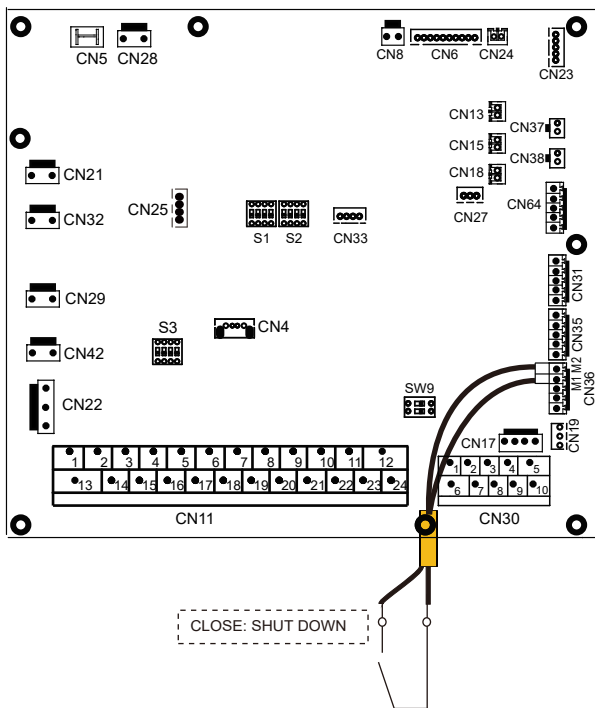 CN5
CN28
CN8
CN6
CN24
CN23
CN13
CN15
CN18
CN37
CN38
CN27
CN64
CN21
CN32
CN25
S1
S2
CN33
CN31
CN29
CN42
CN22
S3
CN4
CN35
M1 M2
CN36
SW9
CN17
CN19
1 2 3 4 5 6 7 8 9 10 11 12
13 14 15 16 17 18 19 20 21 22 23 24
CN11
1 2 3 4 5
6 7 8 9 10
CN30
CLOSE: SHUT DOWN